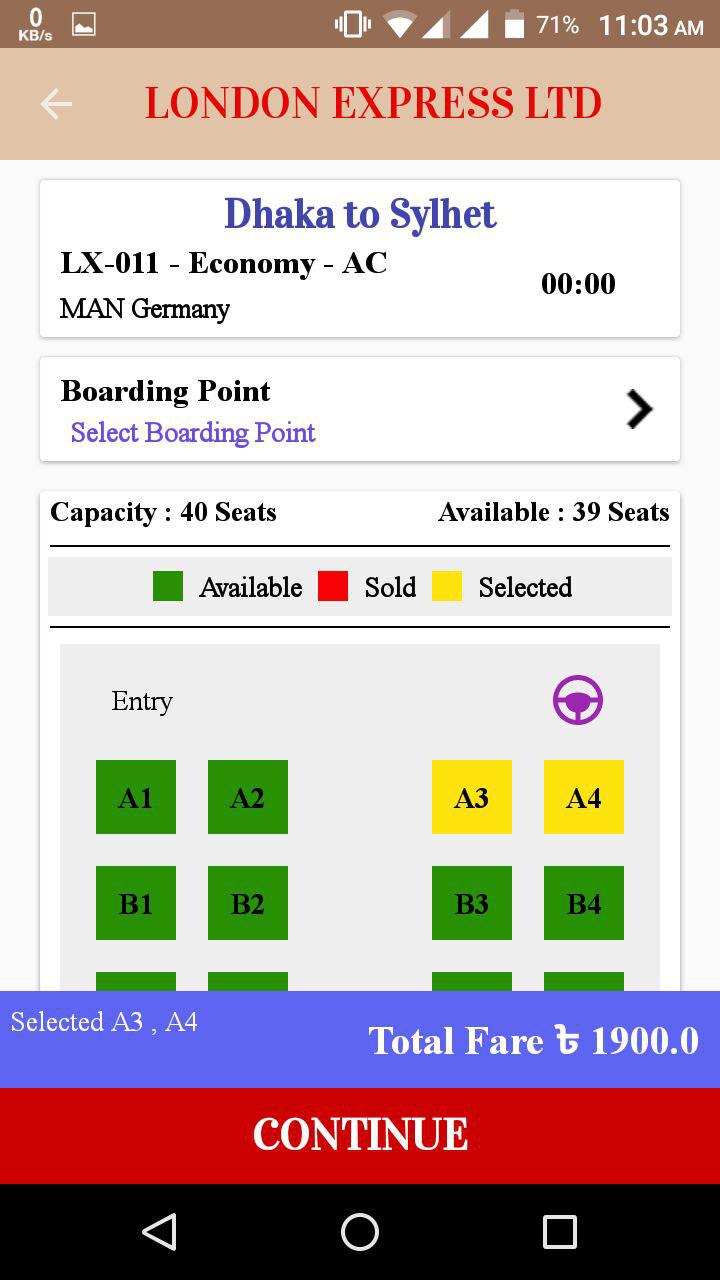 0
KB/s
71% 11:03 AM
LONDON EXPRESS LTD
Dhaka to Sylhet
LX-011 - Economy - AC
00:00
MAN Germany
Boarding Point
Select Boarding Point
Capacity : 40 Seats Available : 39 Seats
Available Sold Selected
Entry
A1 A2 A3 A4
B1 B2 B3 B4
Selected A3 , A4
Total Fare ৳ 1900.0
CONTINUE